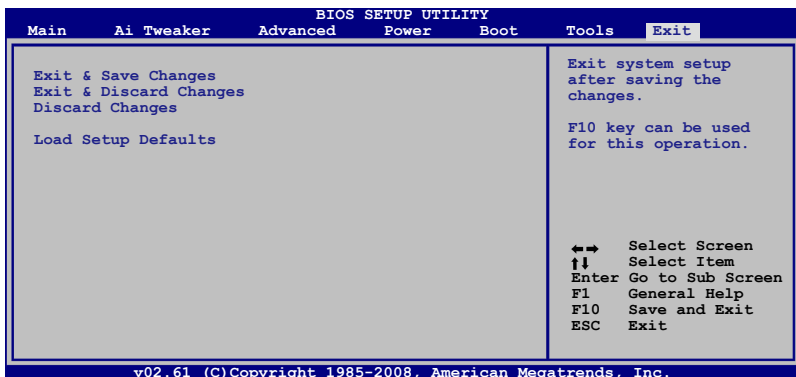 BIOS SETUP UTILITY
Main Ai Tweaker Advanced Power Boot Tools Exit
Exit & Save Changes
Exit & Discard Changes
Discard Changes
Load Setup Defaults
Exit system setup
after saving the
changes.
F10 key can be used
for this operation.
←→ Select Screen
↑↓ Select Item
Enter Go to Sub Screen
F1 General Help
F10 Save and Exit
ESC Exit
v02.61 (C)Copyright 1985-2008, American Megatrends, Inc.